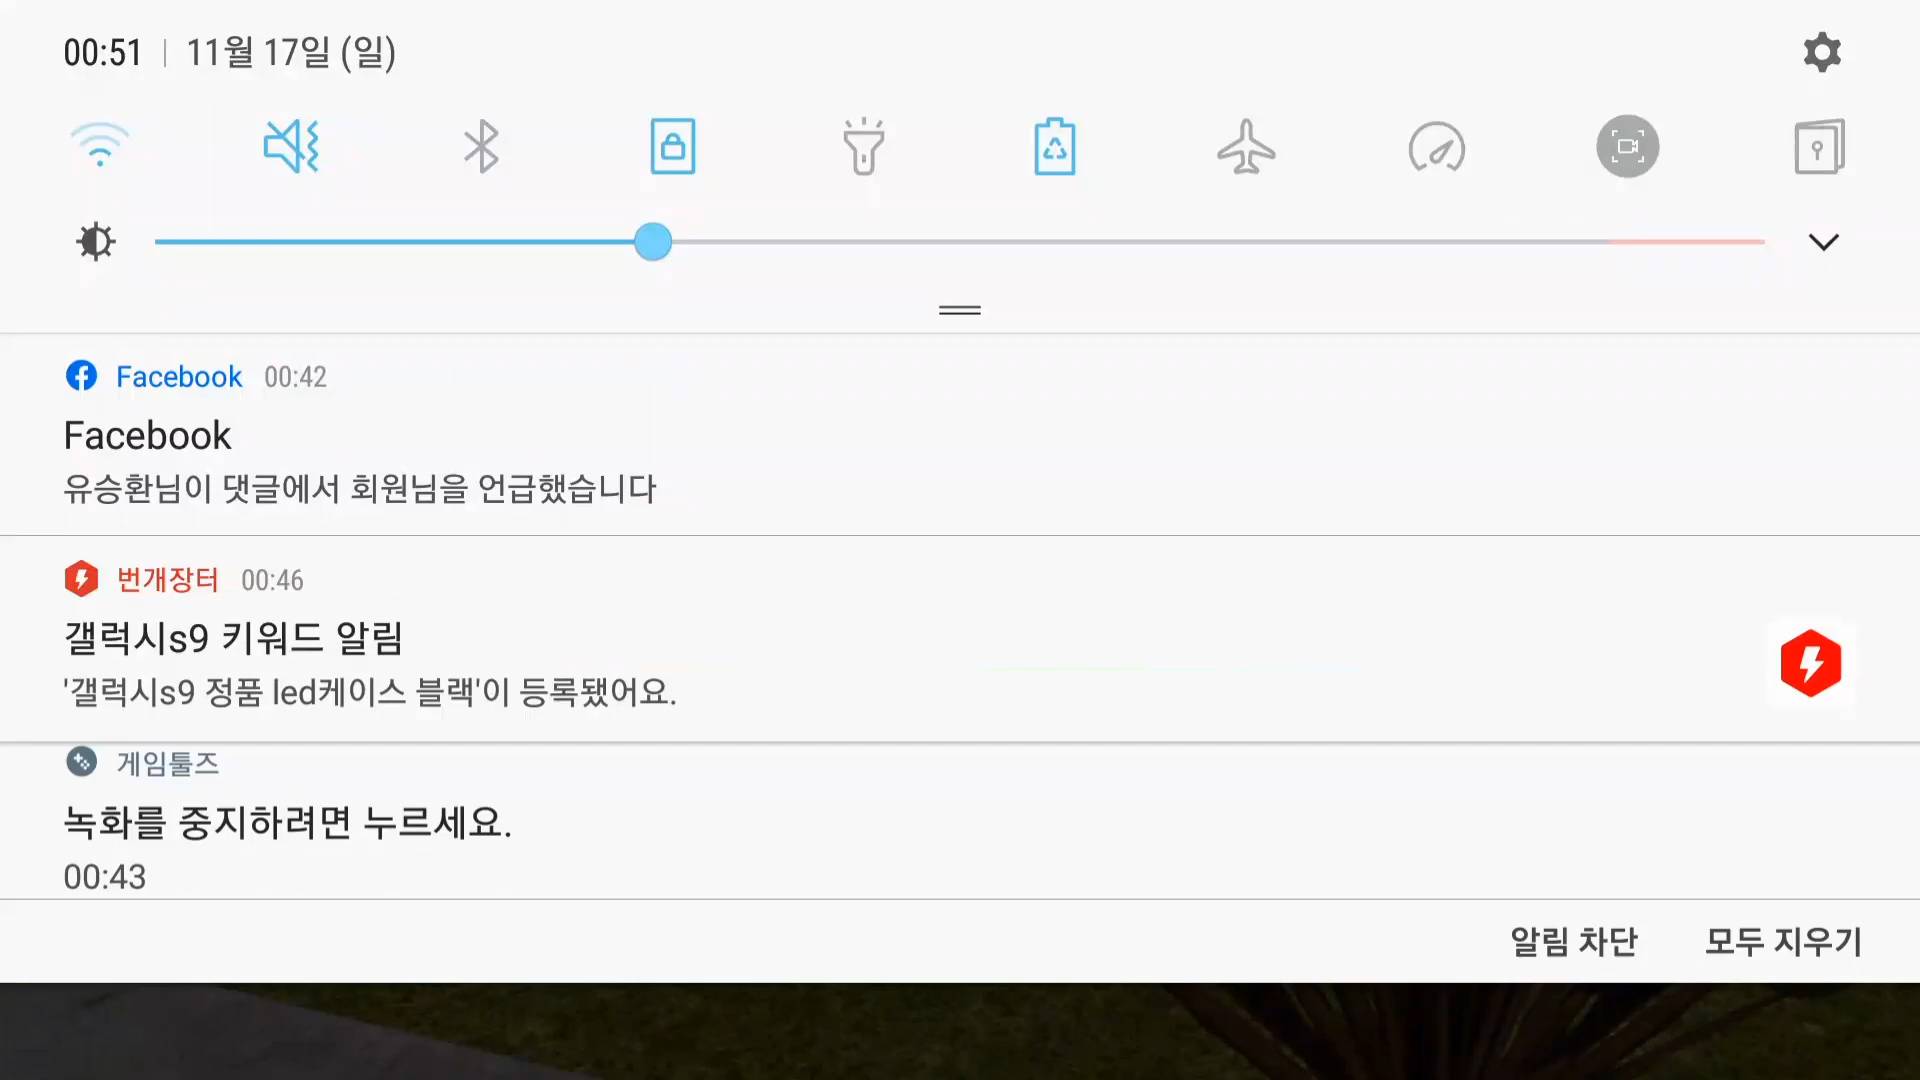 00:51 | 11월 17일 (일)
Facebook 00:42
Facebook
유승환님이 댓글에서 회원님을 언급했습니다
번개장터 00:46
갤럭시s9 키워드 알림
'갤럭시s9 정품 led케이스 블랙'이 등록됐어요.
게임툴즈
녹화를 중지하려면 누르세요.
00:43
알림 차단 모두 지우기